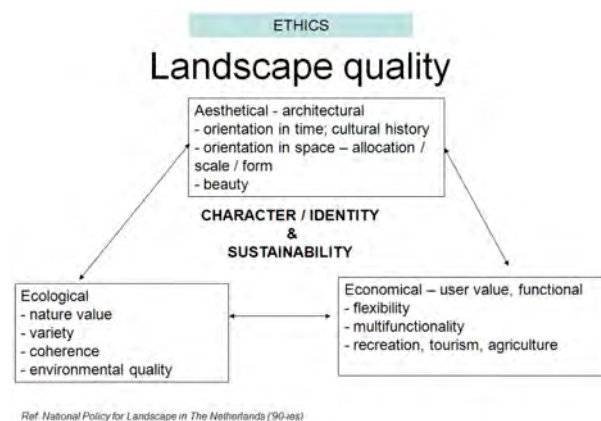 ETHICS
Landscape quality
Aesthetical - architectural
- orientation in time; cultural history
- orientation in space – allocation /
scale / form
- beauty
CHARACTER / IDENTITY
&
SUSTAINABILITY
Ecological
- nature value
- variety
- coherence
- environmental quality
Economical – user value, functional
- flexibility
- multifunctionality
- recreation, tourism, agriculture
Ref: National Policy for Landscape in The Netherlands ('90-ies)